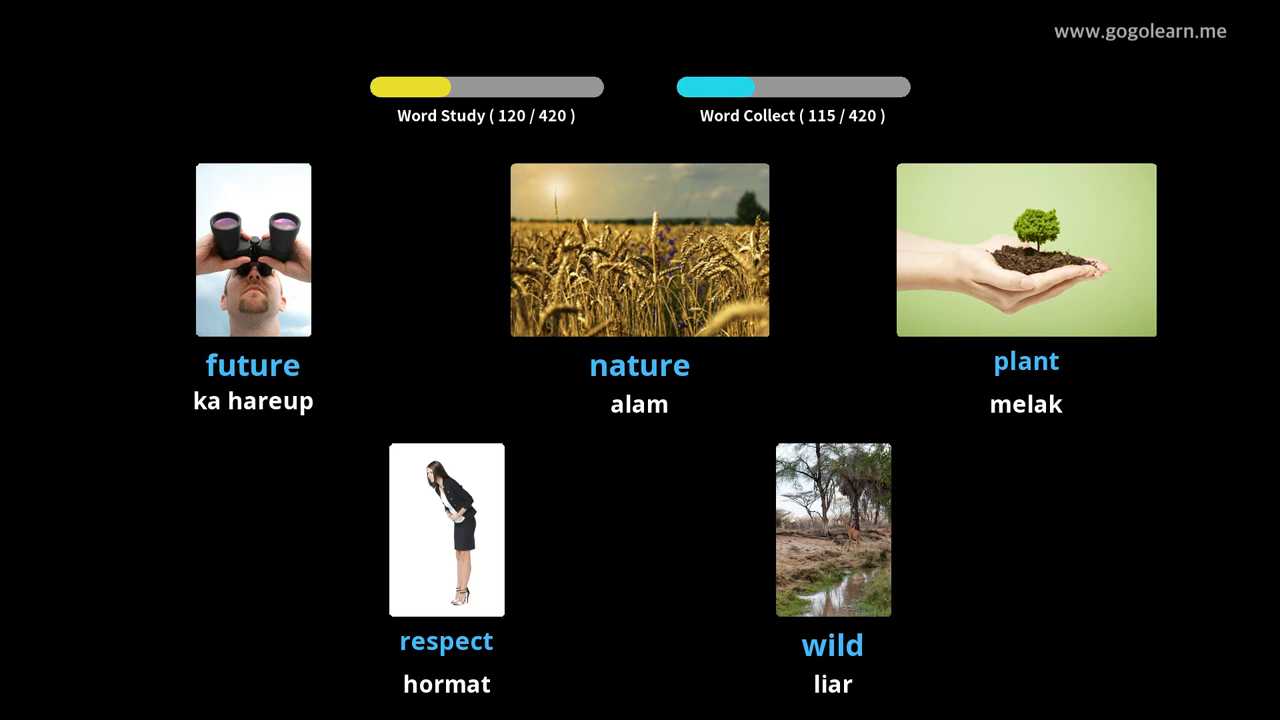 www.gogolearn.me
Word Study ( 120 / 420 )
Word Collect ( 115 / 420 )
future
ka hareup
nature
alam
plant
melak
respect
hormat
wild
liar